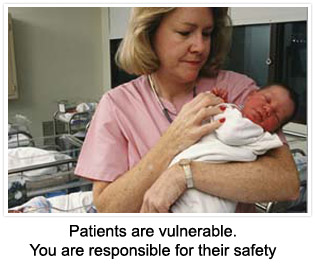 Patients are vulnerable.
You are responsible for their safety